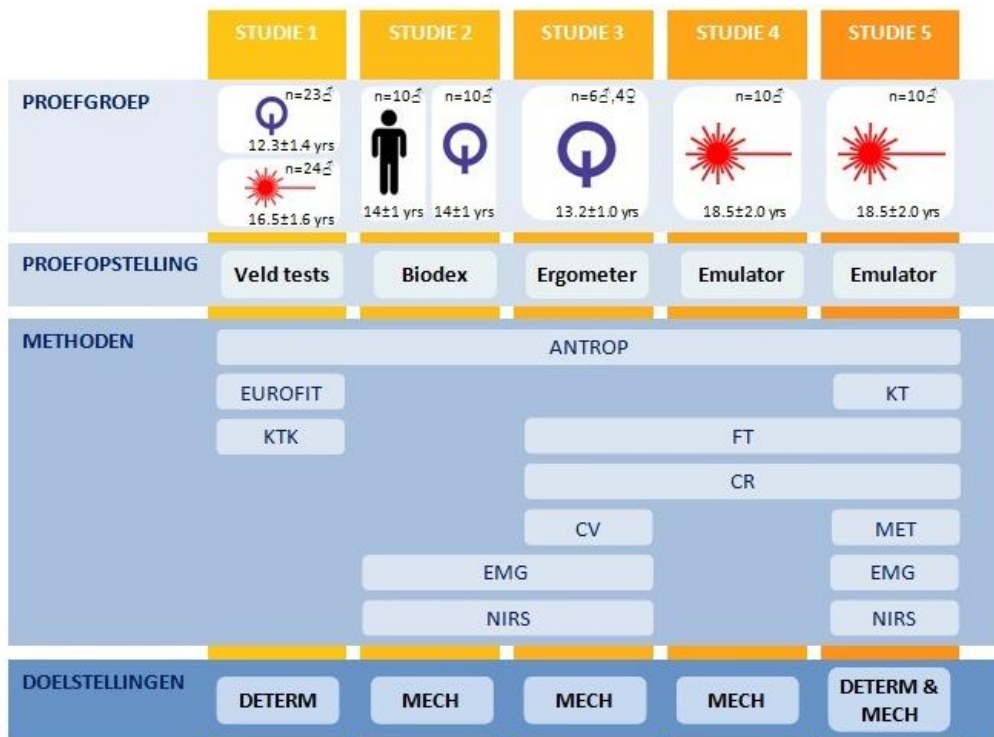 STUDIE 1 STUDIE 2 STUDIE 3 STUDIE 4 STUDIE 5
PROEFGROEP
n=23♂
12.3±1.4 yrs
n=24♂
16.5±1.6 yrs
n=10♂
14±1 yrs
n=10♂
14±1 yrs
n=6♂,4♀
13.2±1.0 yrs
n=10♂
18.5±2.0 yrs
n=10♂
18.5±2.0 yrs
PROEFOPSTELLING
Veld tests Biodex Ergometer Emulator Emulator
METHODEN
ANTROP
EUROFIT KT
KTK FT
CR
CV MET
EMG EMG
NIRS NIRS
DOELSTELLINGEN
DETERM MECH MECH MECH DETERM &
MECH